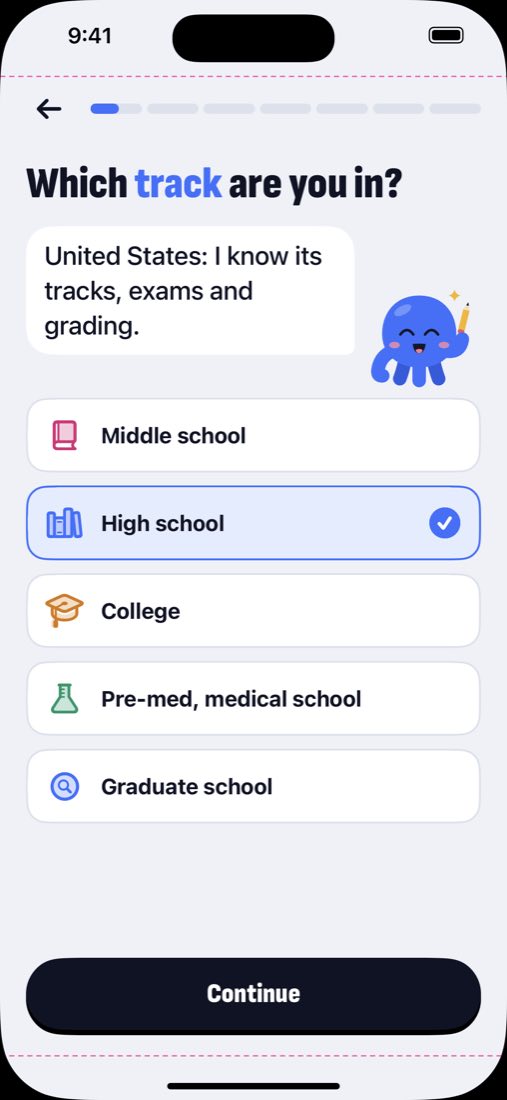 9:41
Which track are you in?
United States: I know its
tracks, exams and
grading.
Middle school
High school
College
Pre-med, medical school
Graduate school
Continue